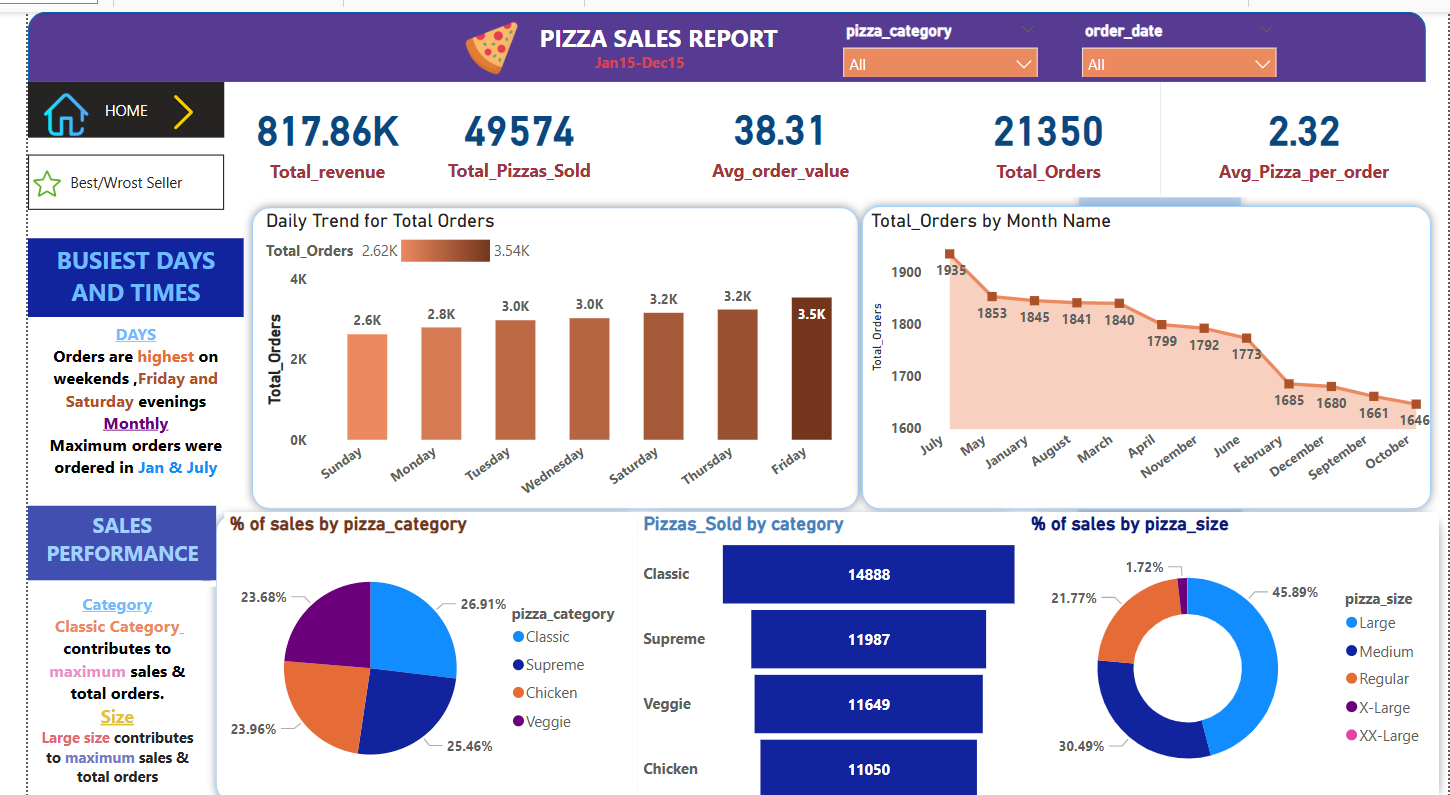 PIZZA SALES REPORT
Jan15-Dec15
pizza_category
All
order_date
All
HOME
Best/Wrost Seller
817.86K
Total_revenue
49574
Total_Pizzas_Sold
38.31
Avg_order_value
21350
Total_Orders
2.32
Avg_Pizza_per_order
BUSIEST DAYS
AND TIMES
DAYS
Orders are highest on
weekends ,Friday and
Saturday evenings
Monthly
Maximum orders were
ordered in Jan & July
Daily Trend for Total Orders
Total_Orders 2.62K 3.54K
Total_Orders
4K
2K
0K
2.6K
2.8K
3.0K
3.0K
3.2K
3.2K
3.5K
Sunday
Monday
Tuesday
Wednesday
Saturday
Thursday
Friday
Total_Orders by Month Name
Total_Orders
1900
1800
1700
1600
1935
1853
1845
1841
1840
1799
1792
1773
1685
1680
1661
1646
July
May
January
August
March
April
November
June
February
December
September
October
SALES
PERFORMANCE
Category
Classic Category
contributes to
maximum sales &
total orders.
Size
Large size contributes
to maximum sales &
total orders
% of sales by pizza_category
26.91%
25.46%
23.96%
23.68%
pizza_category
Classic
Supreme
Chicken
Veggie
Pizzas_Sold by category
Classic 14888
Supreme 11987
Veggie 11649
Chicken 11050
% of sales by pizza_size
45.89%
30.49%
21.77%
1.72%
pizza_size
Large
Medium
Regular
X-Large
XX-Large